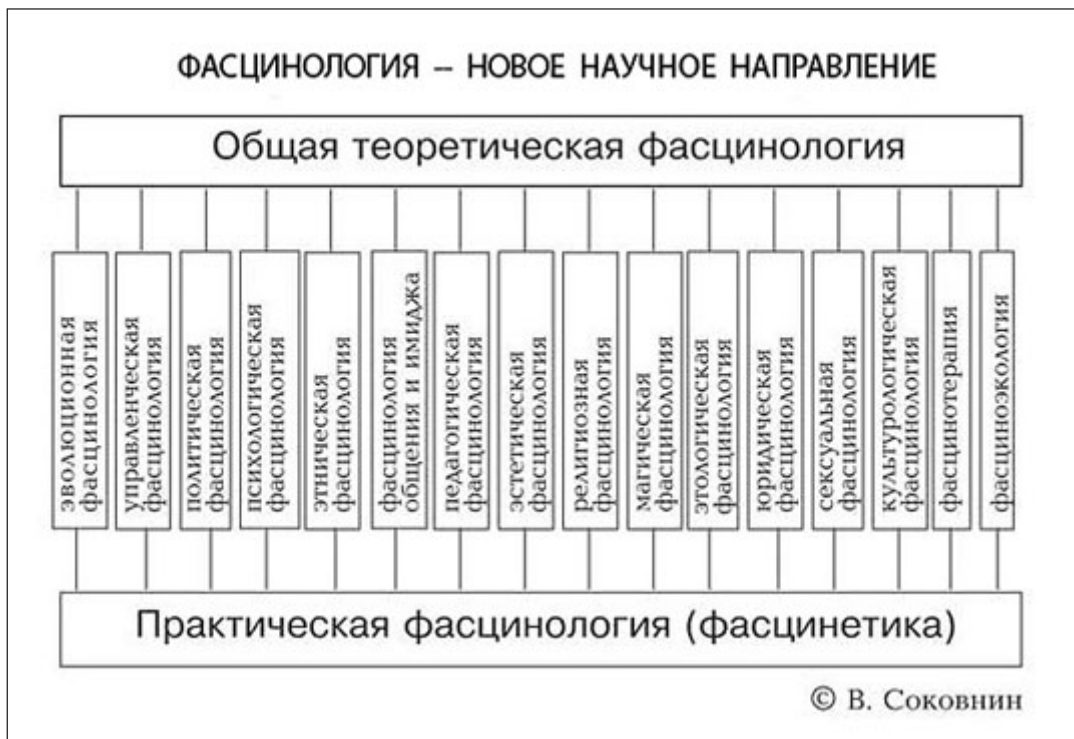 ФАСЦИНОЛОГИЯ – НОВОЕ НАУЧНОЕ НАПРАВЛЕНИЕ
Общая теоретическая фасцинология
эволюционная
фасцинология
управленческая
фасцинология
политическая
фасцинология
психологическая
фасцинология
этническая
фасцинология
фасцинология
общения и имиджа
педагогическая
фасцинология
эстетическая
фасцинология
религиозная
фасцинология
магическая
фасцинология
этологическая
фасцинология
юридическая
фасцинология
сексуальная
фасцинология
культурологическая
фасцинология
фасцинотерапия
фасциноэкология
Практическая фасцинология (фасцинетика)
© В. Соковнин